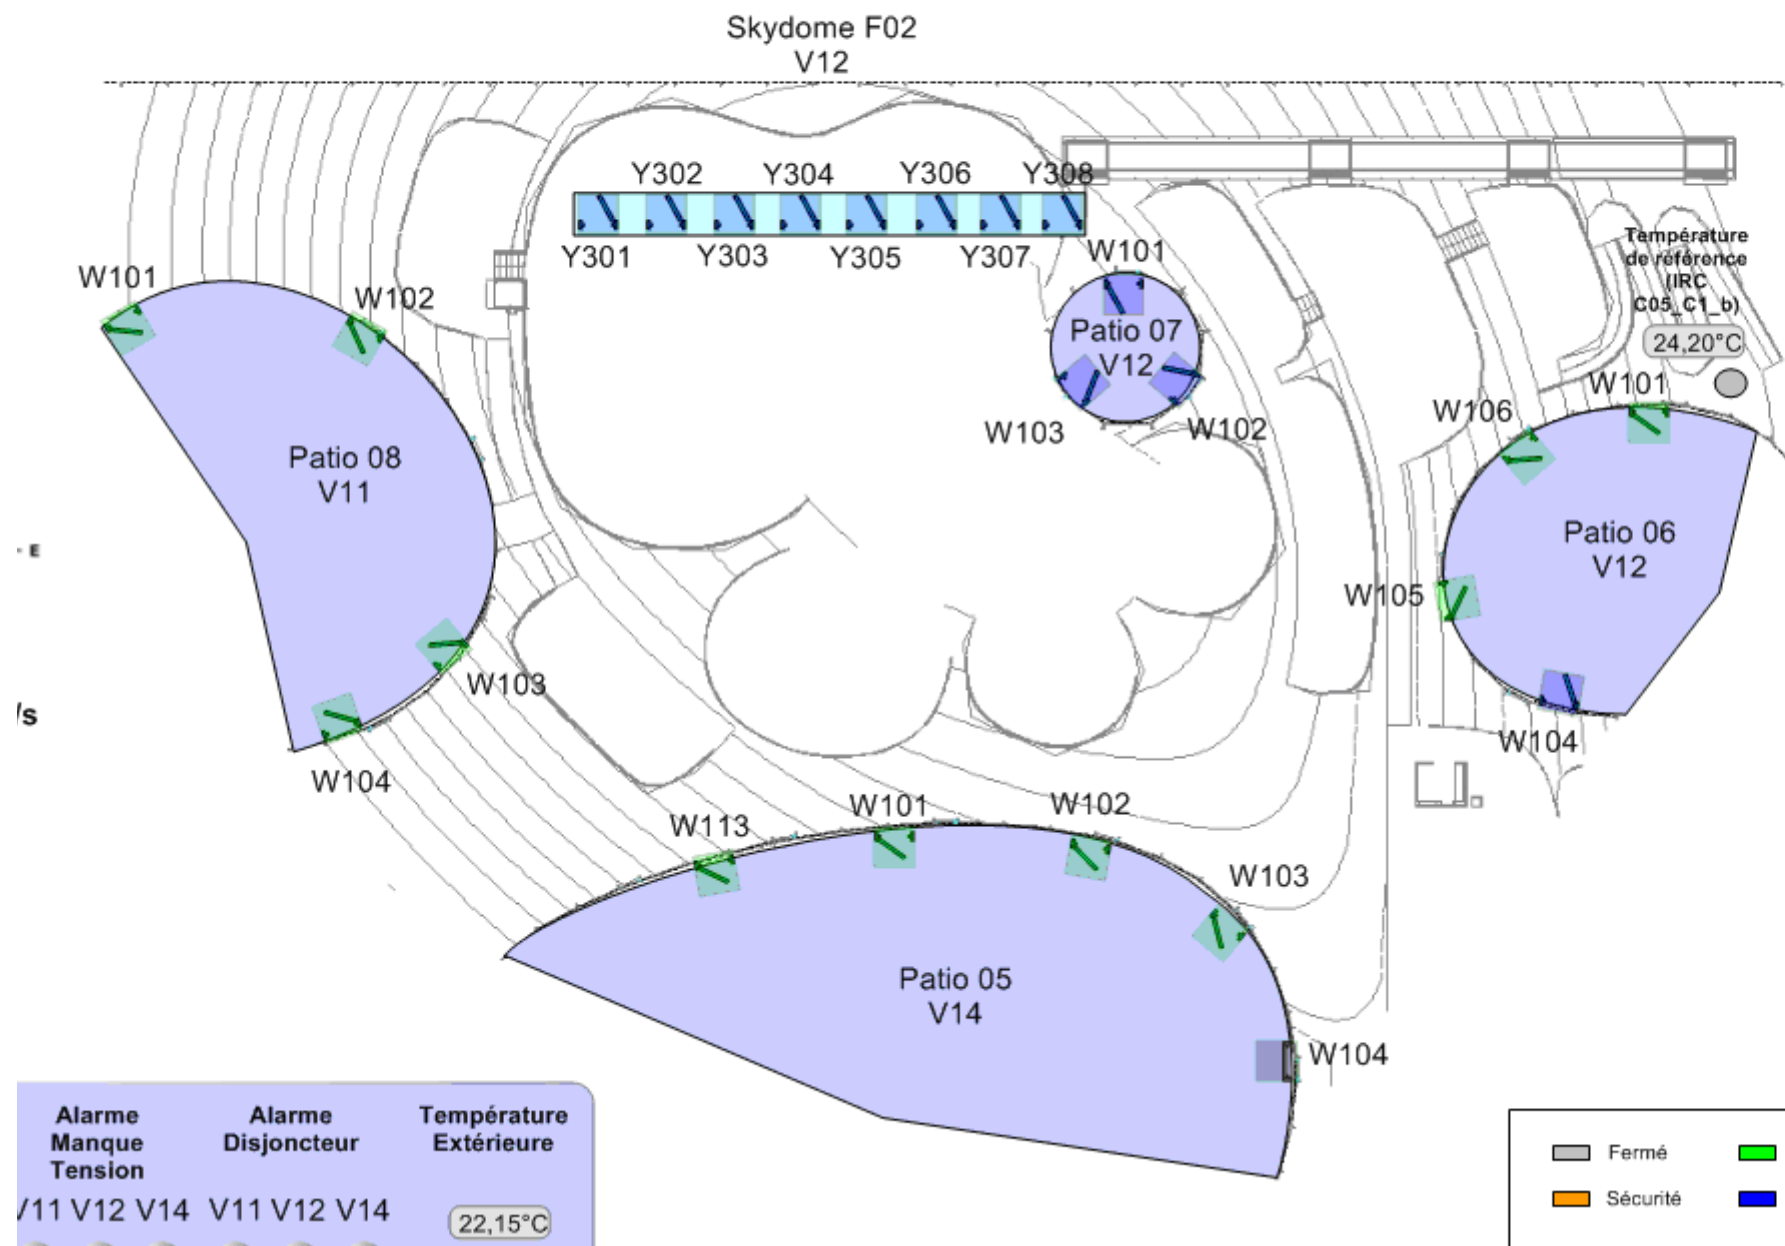 Skydome F02
V12
Y302
Y304
Y306
Y308
Y301
Y303
Y305
Y307
W101
W101
W102
Patio 07
V12
W103
W102
Température
de référence
(IRC
C05_C1_b)
24,20°C
W101
W106
Patio 08
V11
Patio 06
V12
E
W105
W103
/s
W104
W104
W113
W101
W102
W103
Patio 05
V14
W104
Alarme
Manque
Tension
Alarme
Disjoncteur
Température
Extérieure
V11 V12 V14
V11 V12 V14
22,15°C
Fermé
Sécurité